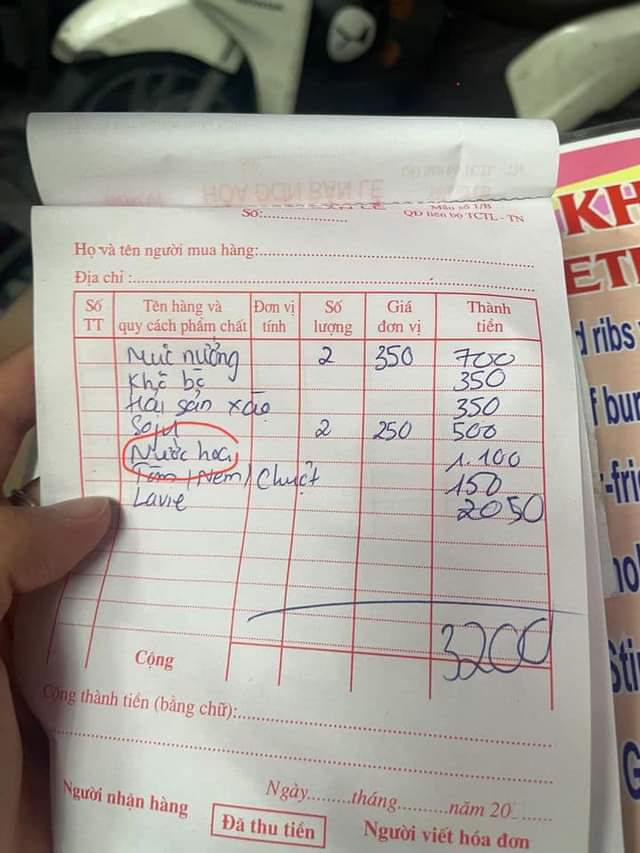 HÓA ĐƠN BÁN LẺ
Mẫu số 1/B
Số:
QĐ liên bộ TCTL - TN
Họ và tên người mua hàng:
Địa chỉ :
Số TT Tên hàng và quy cách phẩm chất Đơn vị tính Số lượng Giá đơn vị Thành tiền
Mực nướng 2 350 700
Khô bò 350
Hải sản xào 350
Soju 2 250 500
Nước hoa 1.100
Tăm / Nem / Chuột 150
Lavie 2050
3200
Cộng
Cộng thành tiền (bằng chữ):
Ngày tháng năm 20
Người nhận hàng
Đã thu tiền
Người viết hóa đơn
KH
ETI
d ribs
f bur
-fri
Sti
G